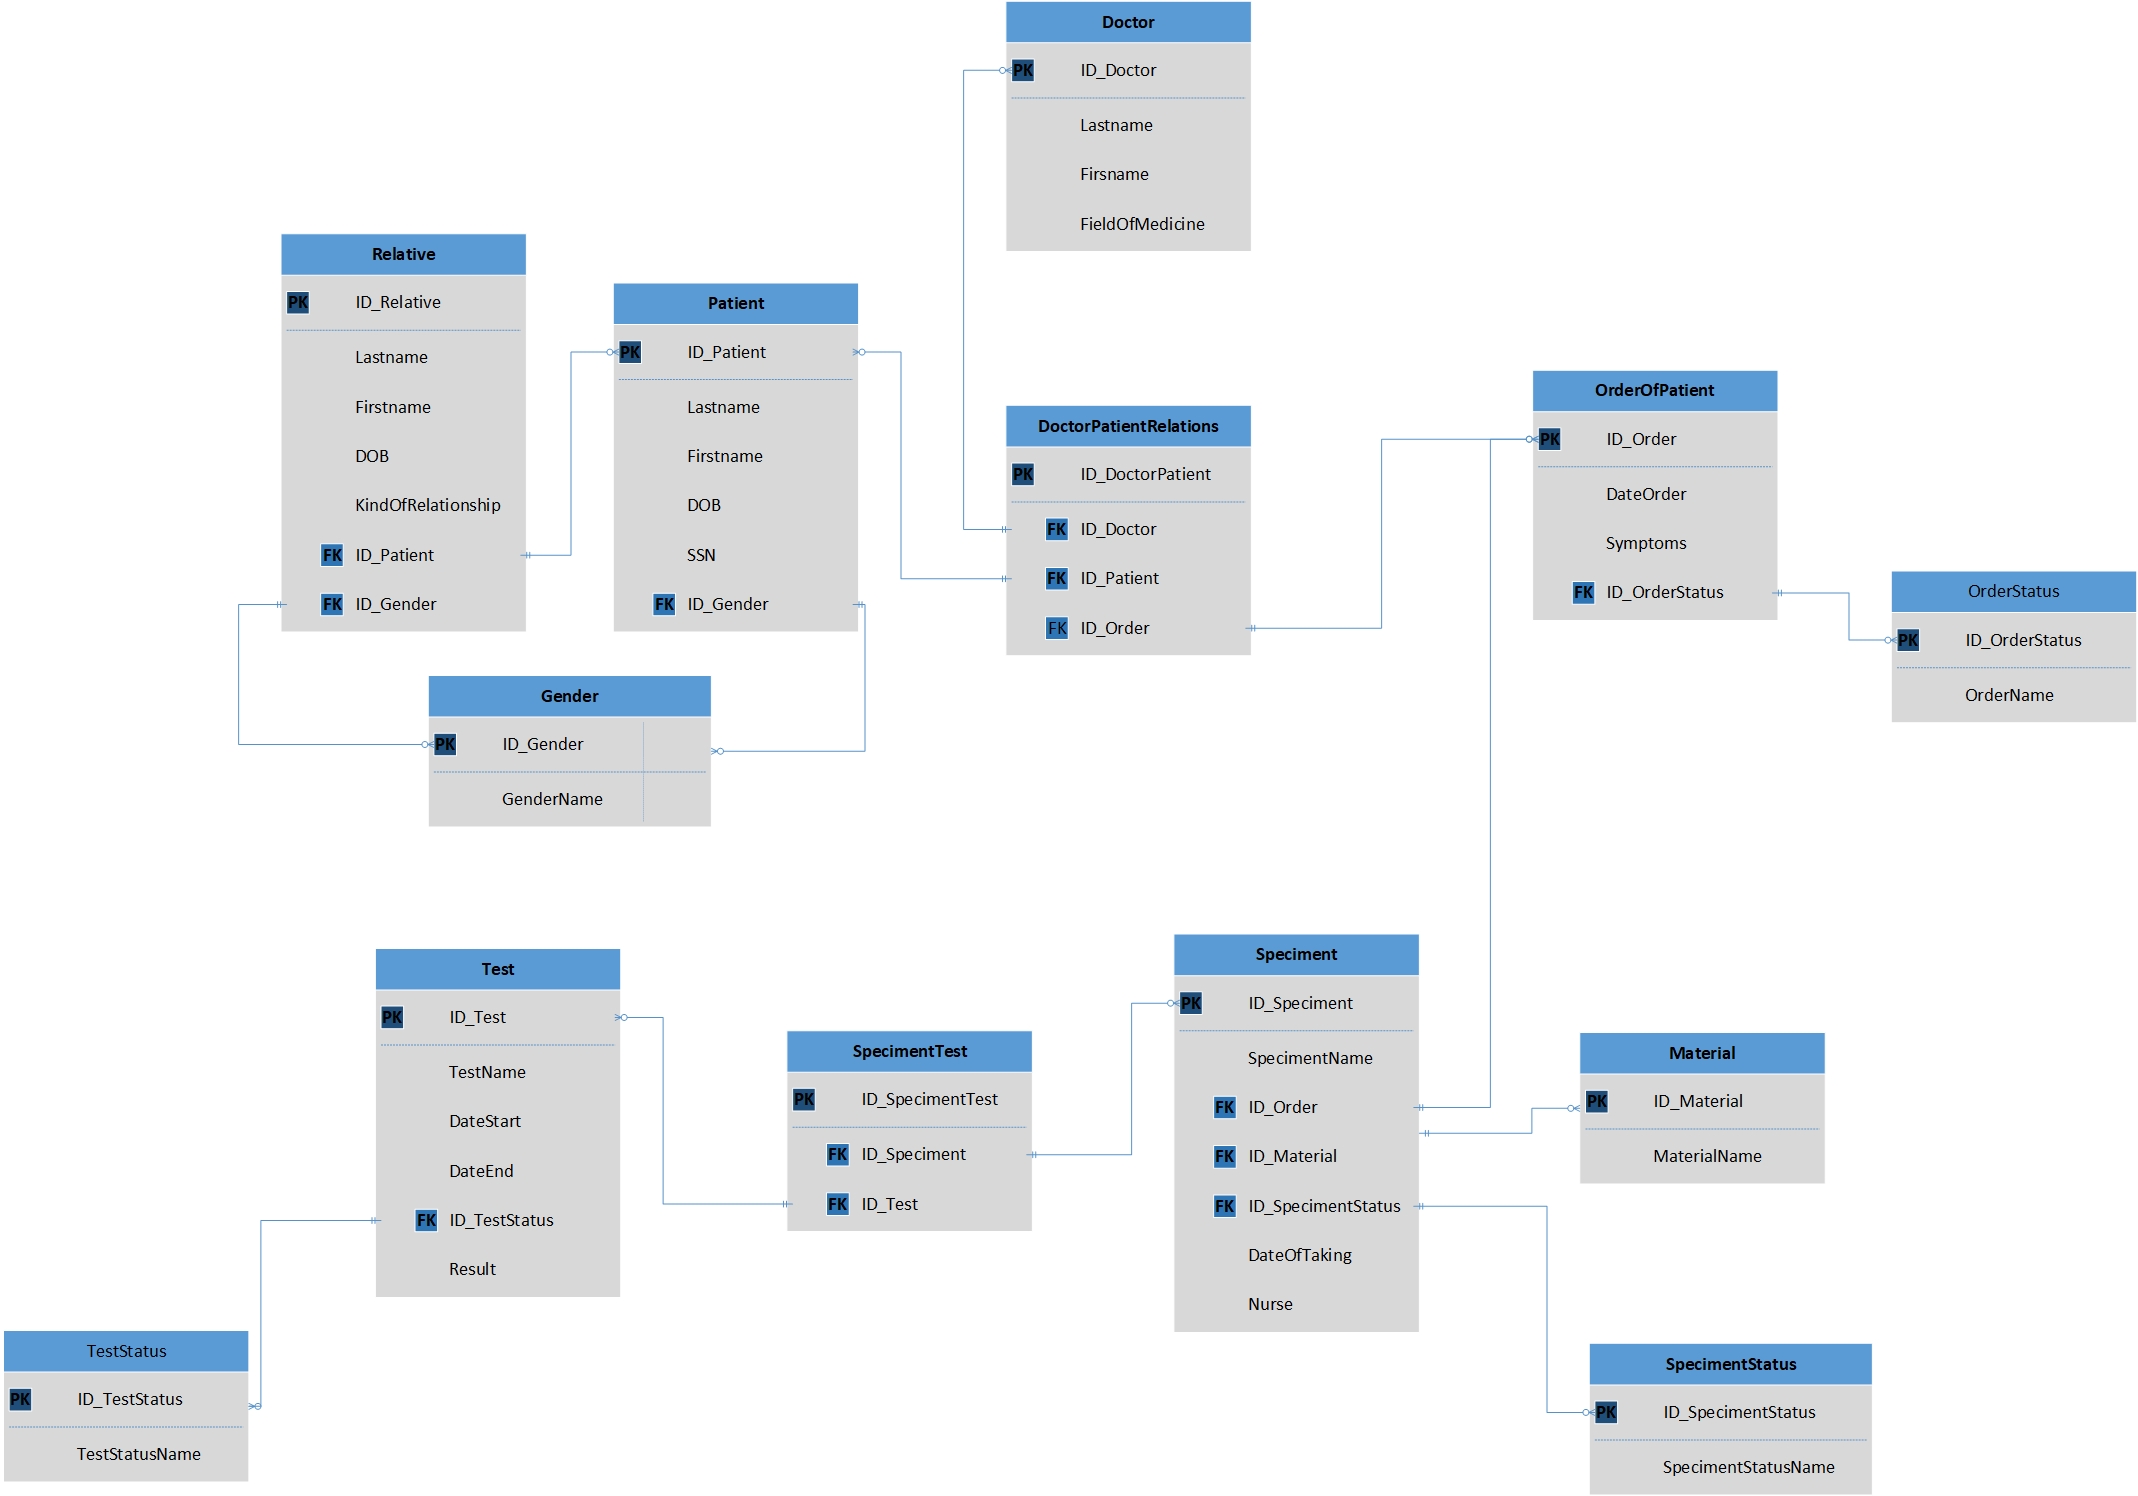 Doctor
PK ID_Doctor
Lastname
Firsname
FieldOfMedicine
Relative
PK ID_Relative
Lastname
Firstname
DOB
KindOfRelationship
FK ID_Patient
FK ID_Gender
Patient
PK ID_Patient
Lastname
Firstname
DOB
SSN
FK ID_Gender
DoctorPatientRelations
PK ID_DoctorPatient
FK ID_Doctor
FK ID_Patient
FK ID_Order
OrderOfPatient
PK ID_Order
DateOrder
Symptoms
FK ID_OrderStatus
OrderStatus
PK ID_OrderStatus
OrderName
Gender
PK ID_Gender
GenderName
Test
PK ID_Test
TestName
DateStart
DateEnd
FK ID_TestStatus
Result
SpecimentTest
PK ID_SpecimentTest
FK ID_Speciment
FK ID_Test
Speciment
PK ID_Speciment
SpecimentName
FK ID_Order
FK ID_Material
FK ID_SpecimentStatus
DateOfTaking
Nurse
Material
PK ID_Material
MaterialName
TestStatus
PK ID_TestStatus
TestStatusName
SpecimentStatus
PK ID_SpecimentStatus
SpecimentStatusName